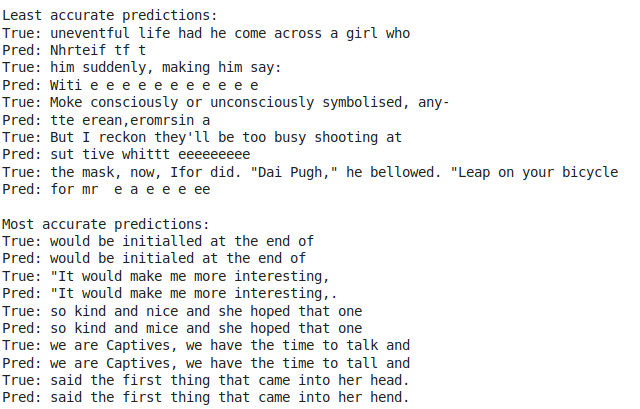 Least accurate predictions:
True: uneventful life had he come across a girl who
Pred: Nhrteif tf t
True: him suddenly, making him say:
Pred: Witi e e e e e e e e e e e
True: Moke consciously or unconsciously symbolised, any-
Pred: tte erean,eromrsin a
True: But I reckon they'll be too busy shooting at
Pred: sut tive whittt eeeeeeeee
True: the mask, now, Ifor did. "Dai Pugh," he bellowed. "Leap on your bicycle
Pred: for mr  e a e e e ee

Most accurate predictions:
True: would be initialled at the end of
Pred: would be initialed at the end of
True: "It would make me more interesting,
Pred: "It would make me more interesting,.
True: so kind and nice and she hoped that one
Pred: so kind and mice and she hoped that one
True: we are Captives, we have the time to talk and
Pred: we are Captives, we have the time to tall and
True: said the first thing that came into her head.
Pred: said the first thing that came into her hend.